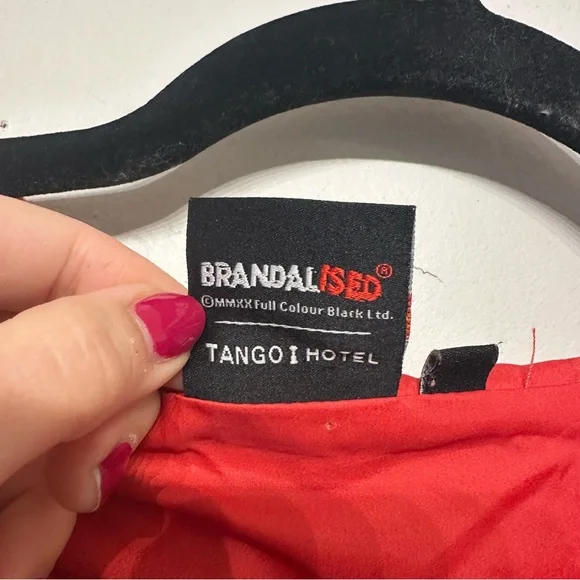 BRANDALISED®
©MMXX Full Colour Black Ltd.
TANGO HOTEL